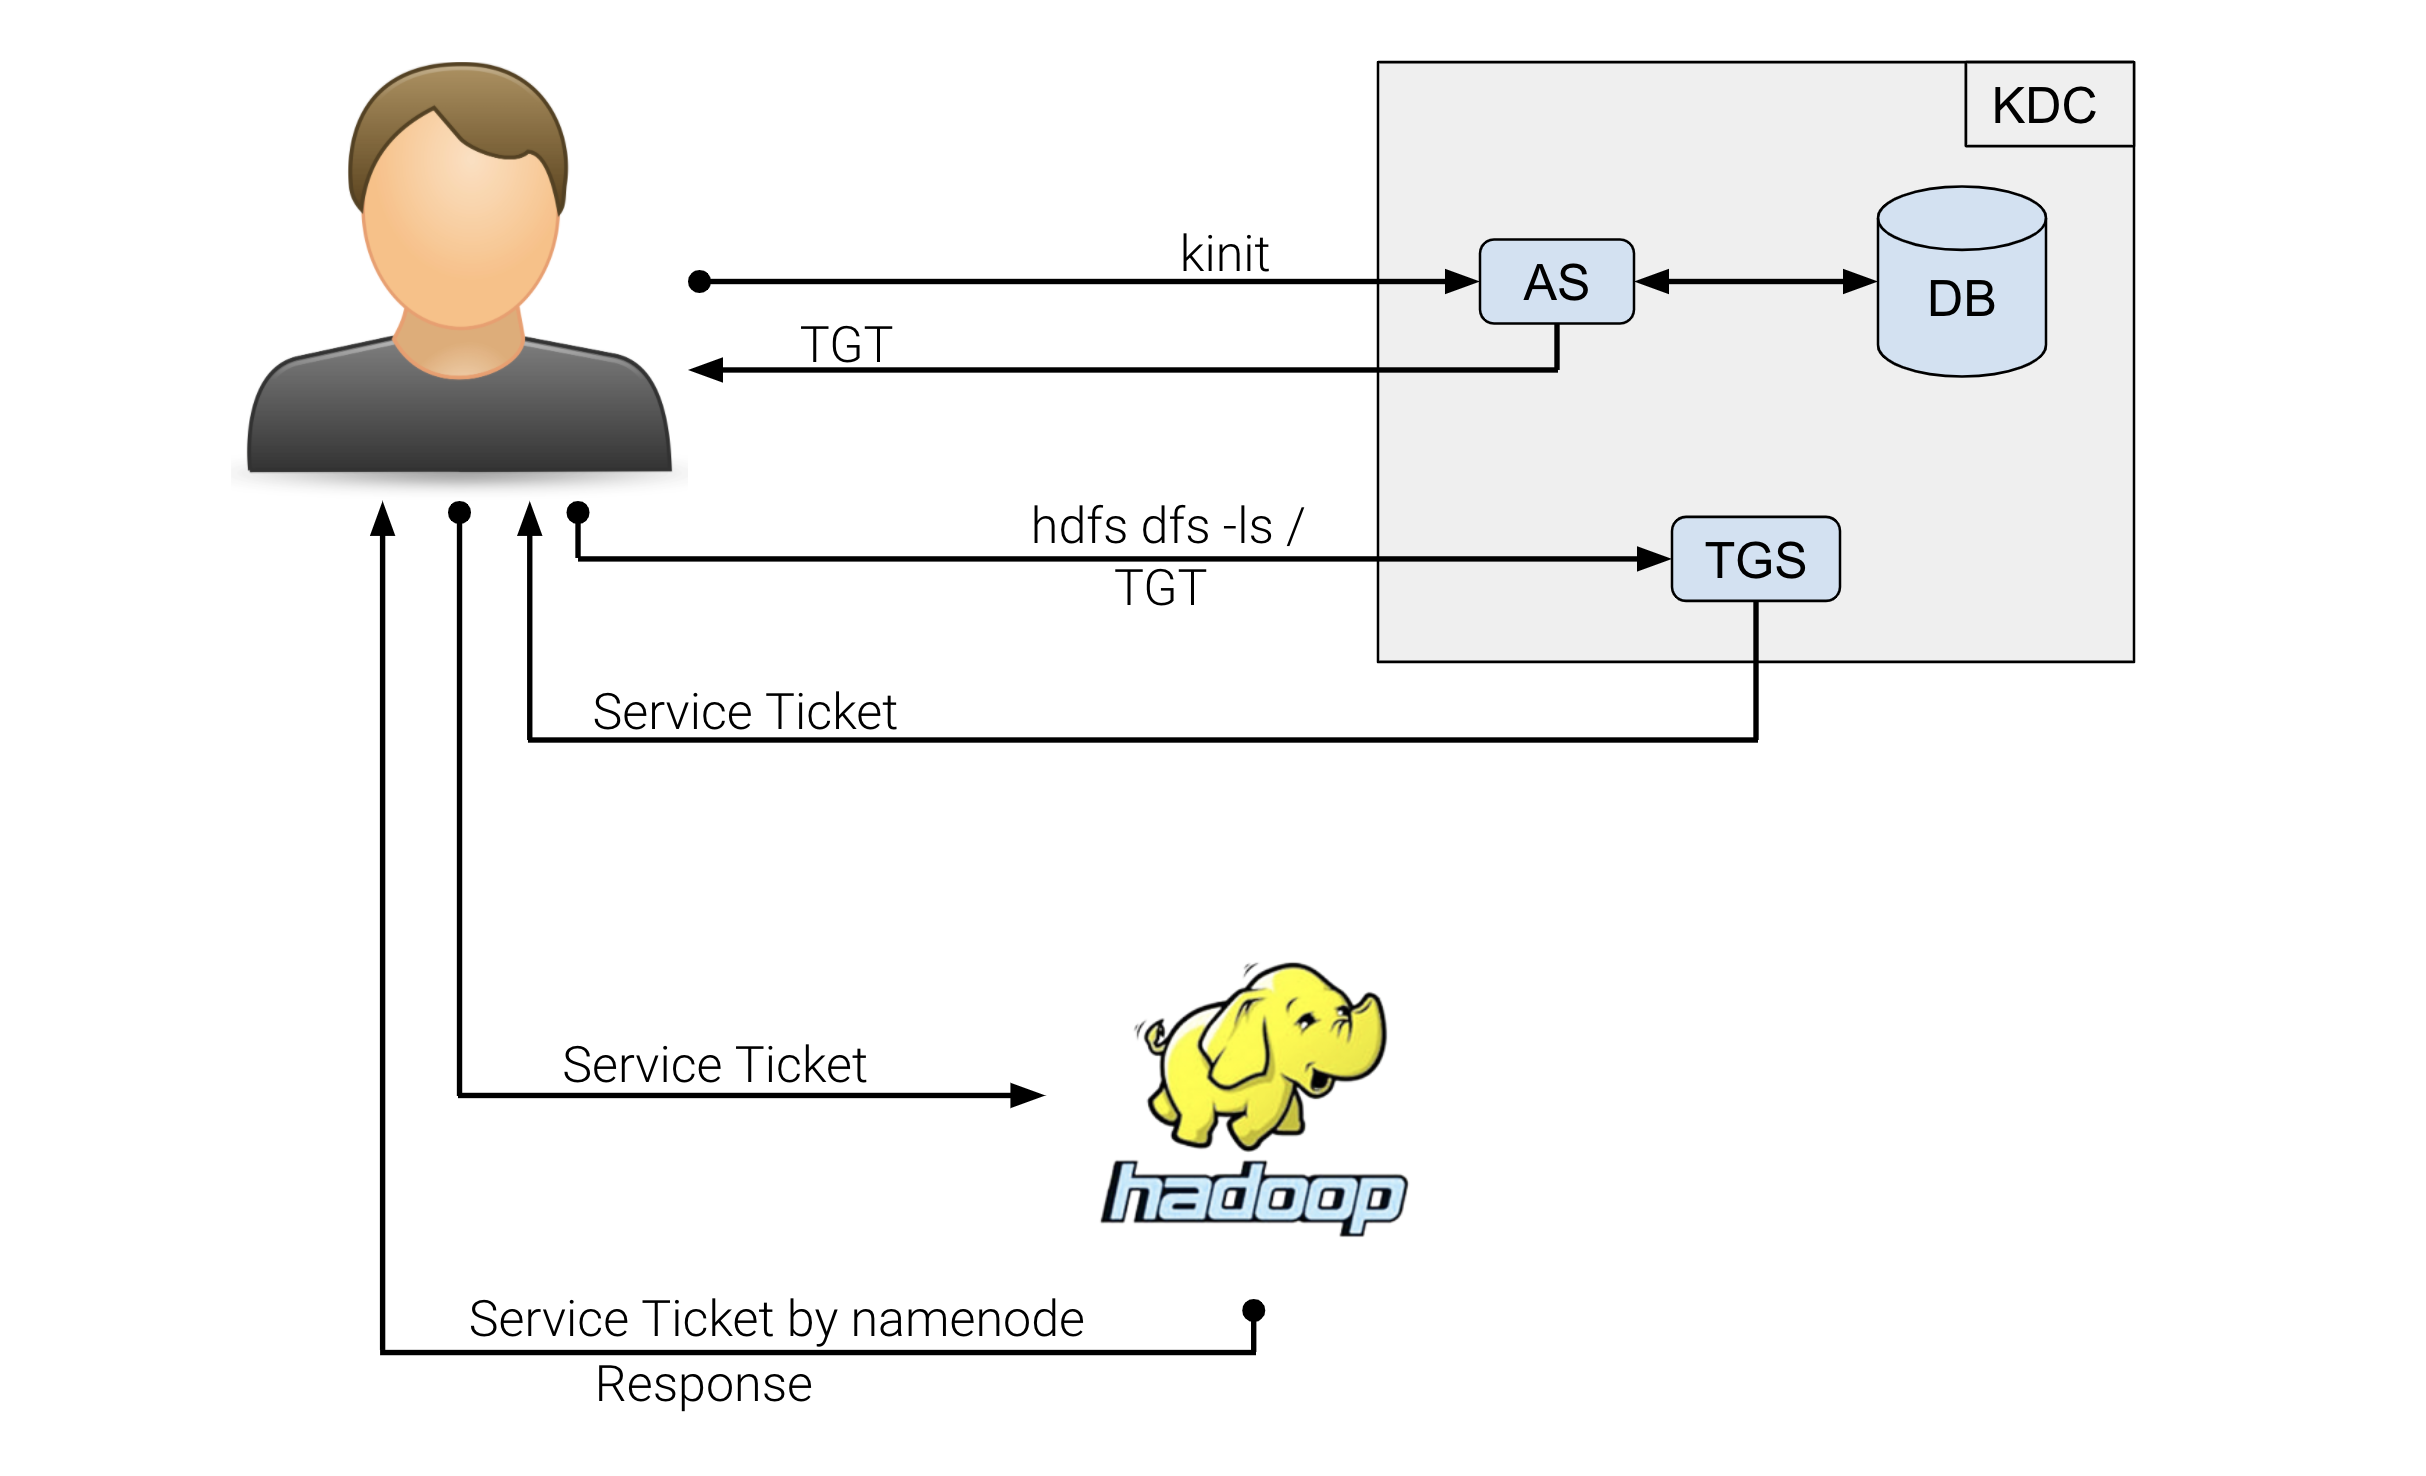 KDC
kinit
AS
DB
TGT
hdfs dfs -ls /
TGT
TGS
Service Ticket
Service Ticket
hadoop
Service Ticket by namenode
Response